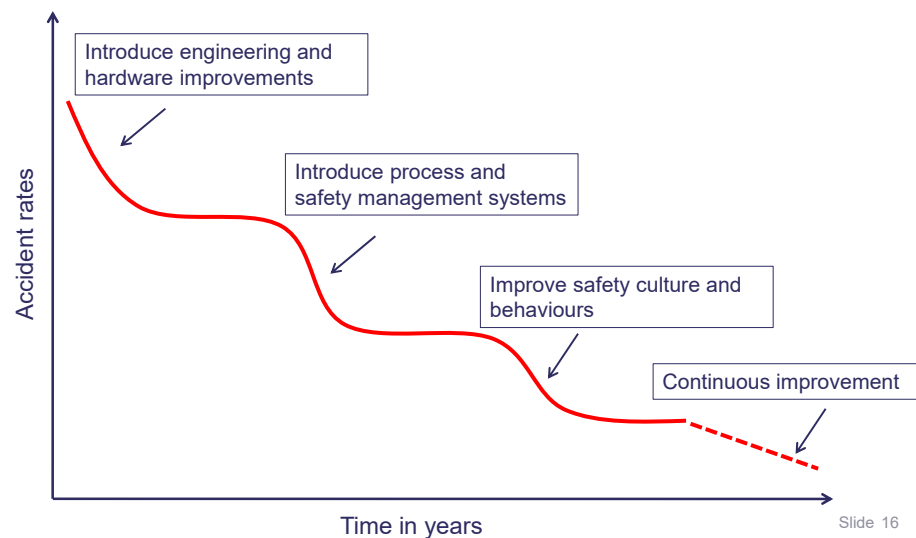 Introduce engineering and
hardware improvements
Introduce process and
safety management systems
Improve safety culture and
behaviours
Continuous improvement
Accident rates
Time in years
Slide 16